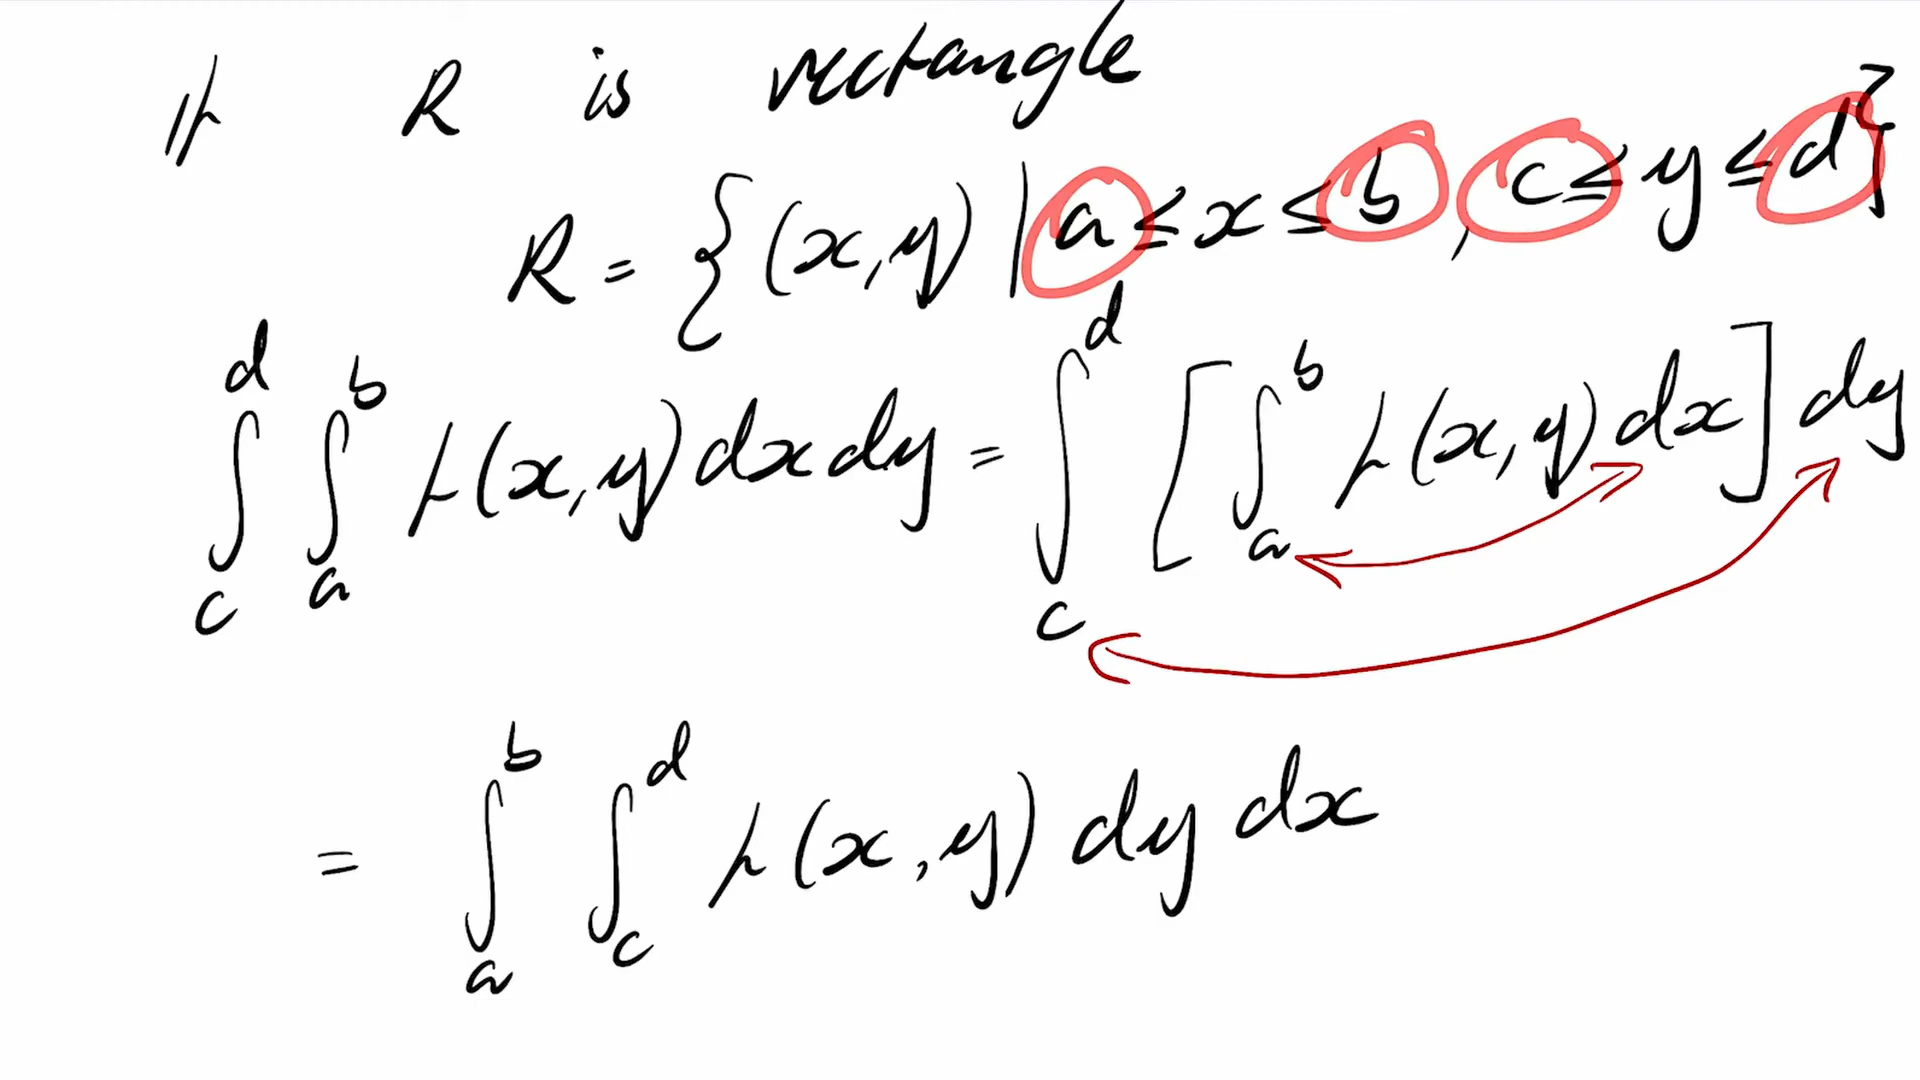 If R is rectangle
R = {(x,y) | a ≤ x ≤ b, c ≤ y ≤ d}
∫_c^d ∫_a^b f(x,y) dx dy = ∫_c^d [∫_a^b f(x,y) dx] dy
= ∫_a^b ∫_c^d f(x,y) dy dx